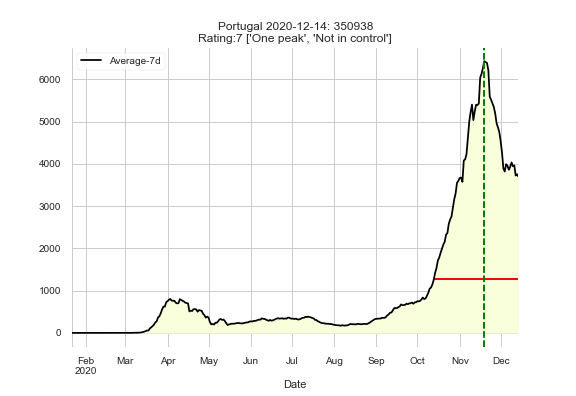 Portugal 2020-12-14: 350938
Rating:7 ['One peak', 'Not in control']
Average-7d
6000
5000
4000
3000
2000
1000
0
Feb Mar Apr May Jun Jul Aug Sep Oct Nov Dec
2020
Date